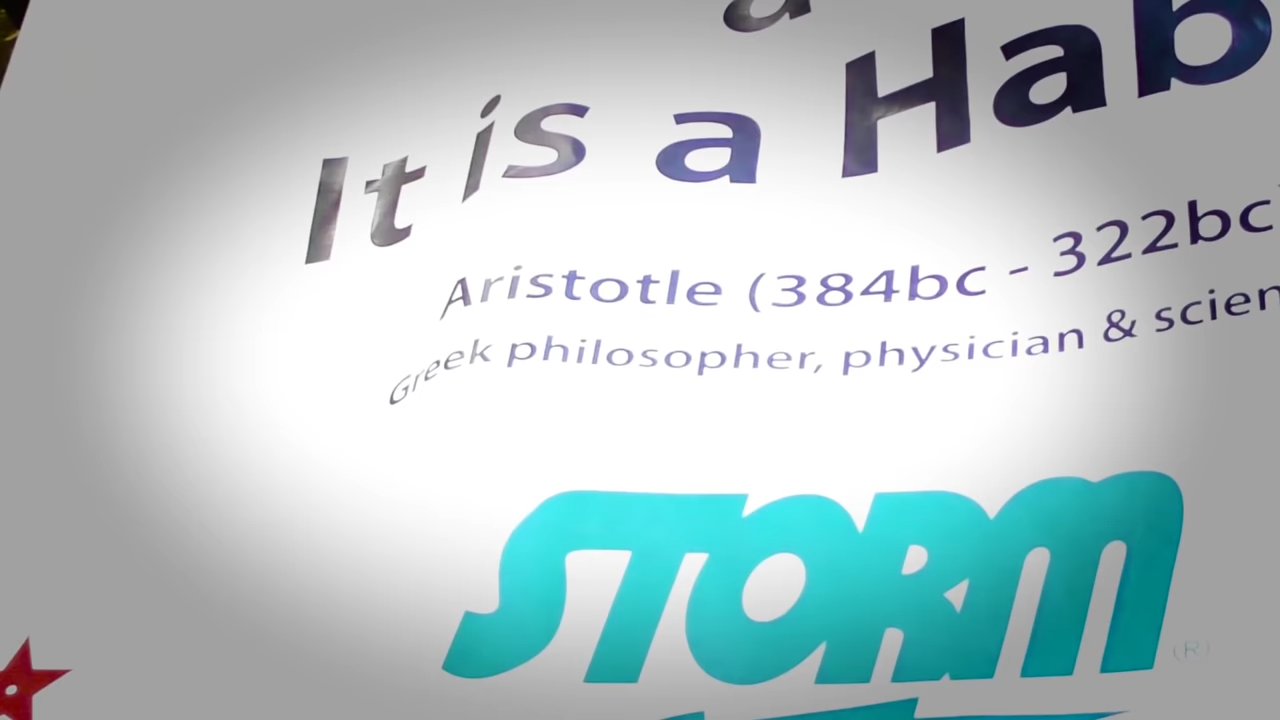 a
It is a Hab
Aristotle (384bc - 322bc)
Greek philosopher, physician & scien
STORM
(R)